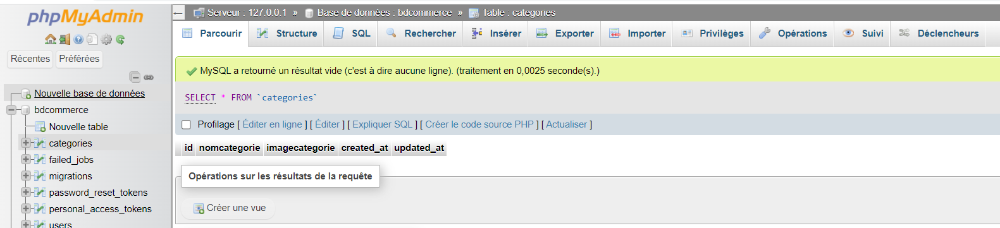 phpMyAdmin
Récentes Préférées
Nouvelle base de données
bdcommerce
Nouvelle table
categories
failed_jobs
migrations
password_reset_tokens
personal_access_tokens
users
← Serveur : 127.0.0.1 » Base de données : bdcommerce » Table : categories
Parcourir Structure SQL Rechercher Insérer Exporter Importer Privilèges Opérations Suivi Déclencheurs
MySQL a retourné un résultat vide (c'est à dire aucune ligne). (traitement en 0,0025 seconde(s).)
SELECT * FROM `categories`
Profilage [ Éditer en ligne ] [ Éditer ] [ Expliquer SQL ] [ Créer le code source PHP ] [ Actualiser ]
id nomcategorie imagecategorie created_at updated_at
Opérations sur les résultats de la requête
Créer une vue